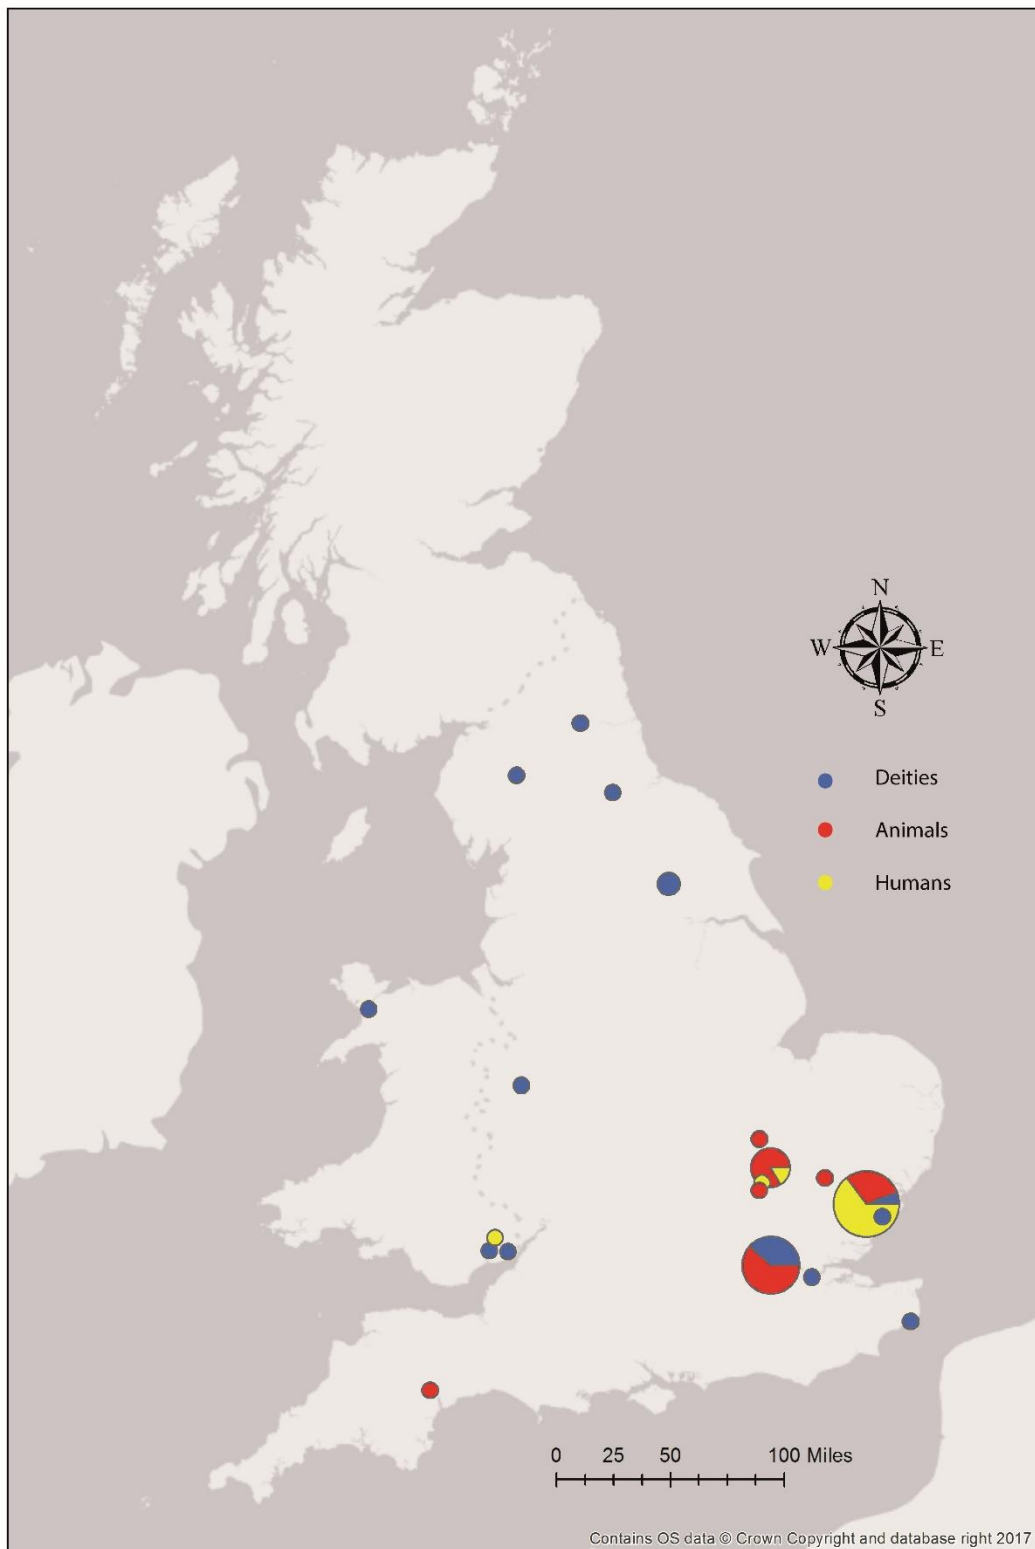 N
W E
S
Deities
Animals
Humans
0 25 50 100 Miles
Contains OS data © Crown Copyright and database right 2017